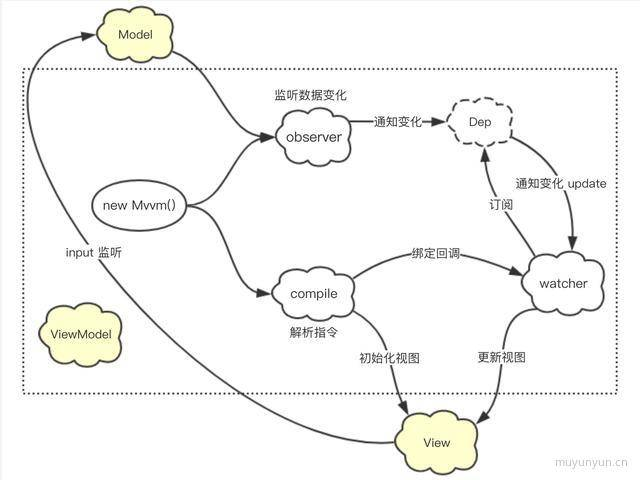 Model
监听数据变化
observer
通知变化
Dep
通知变化 update
new Mvvm()
订阅
input 监听
绑定回调
compile
watcher
解析指令
ViewModel
初始化视图
更新视图
View
muyunyun.cn